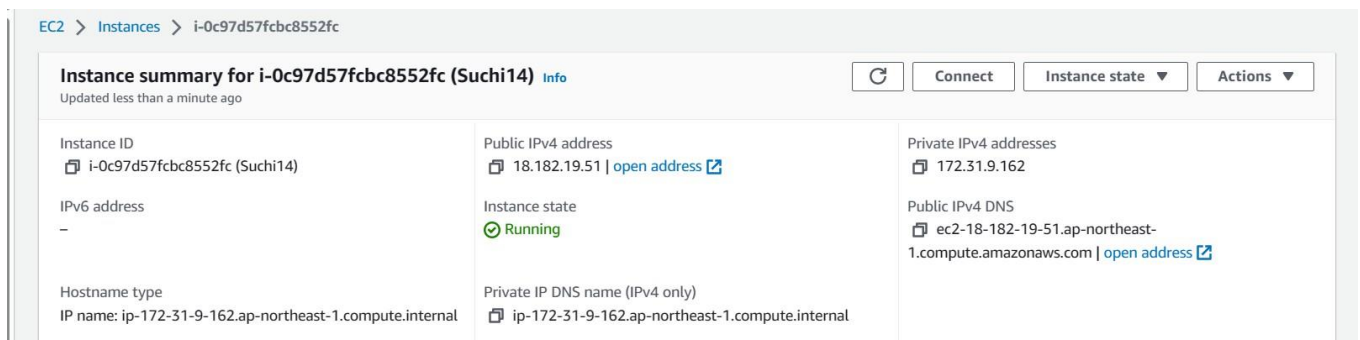 EC2 > Instances > i-0c97d57fcbc8552fc
Instance summary for i-0c97d57fcbc8552fc (Suchi14) Info
Connect
Instance state
Actions
Updated less than a minute ago
Instance ID
i-0c97d57fcbc8552fc (Suchi14)
Public IPv4 address
18.182.19.51 | open address
Private IPv4 addresses
172.31.9.162
IPv6 address
–
Instance state
Running
Public IPv4 DNS
ec2-18-182-19-51.ap-northeast-
1.compute.amazonaws.com | open address
Hostname type
IP name: ip-172-31-9-162.ap-northeast-1.compute.internal
Private IP DNS name (IPv4 only)
ip-172-31-9-162.ap-northeast-1.compute.internal